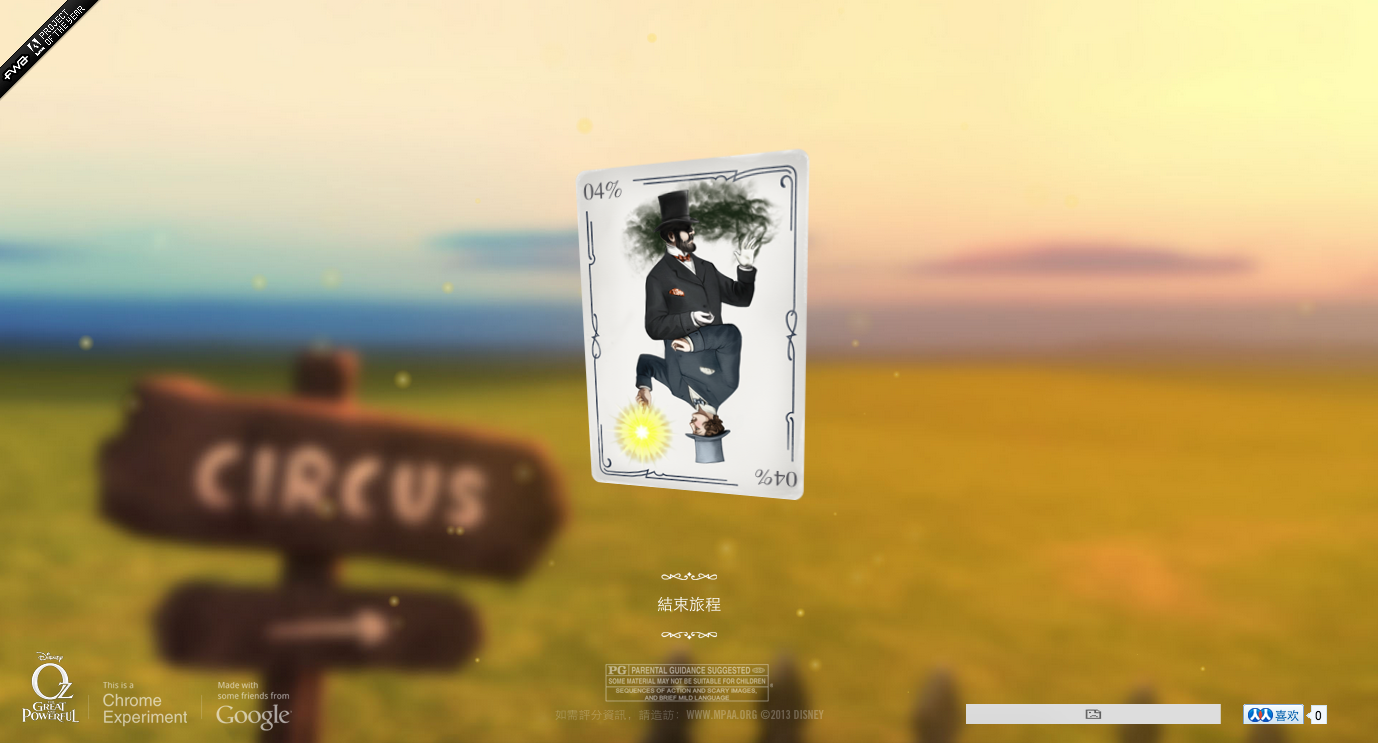 FWA
PROJECT
OF THE YEAR
04%
CIRCUS
04%
結束旅程
Disney
Oz
THE
GREAT
AND
POWERFUL
This is a
Chrome
Experiment
Made with
some friends from
Google
PG PARENTAL GUIDANCE SUGGESTED
SOME MATERIAL MAY NOT BE SUITABLE FOR CHILDREN
SEQUENCES OF ACTION AND SCARY IMAGES,
AND BRIEF MILD LANGUAGE
如需評分資訊，請造訪：WWW.MPAA.ORG ©2013 DISNEY
喜欢 0